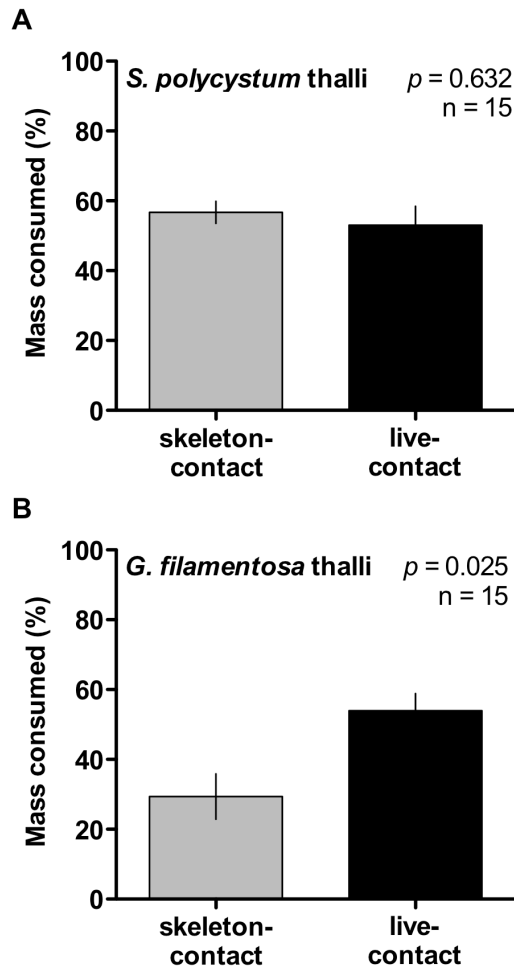 A
S. polycystum thalli p = 0.632
n = 15
Mass consumed (%)
100
80
60
40
20
0
skeleton-
contact
live-
contact
B
G. filamentosa thalli p = 0.025
n = 15
Mass consumed (%)
100
80
60
40
20
0
skeleton-
contact
live-
contact